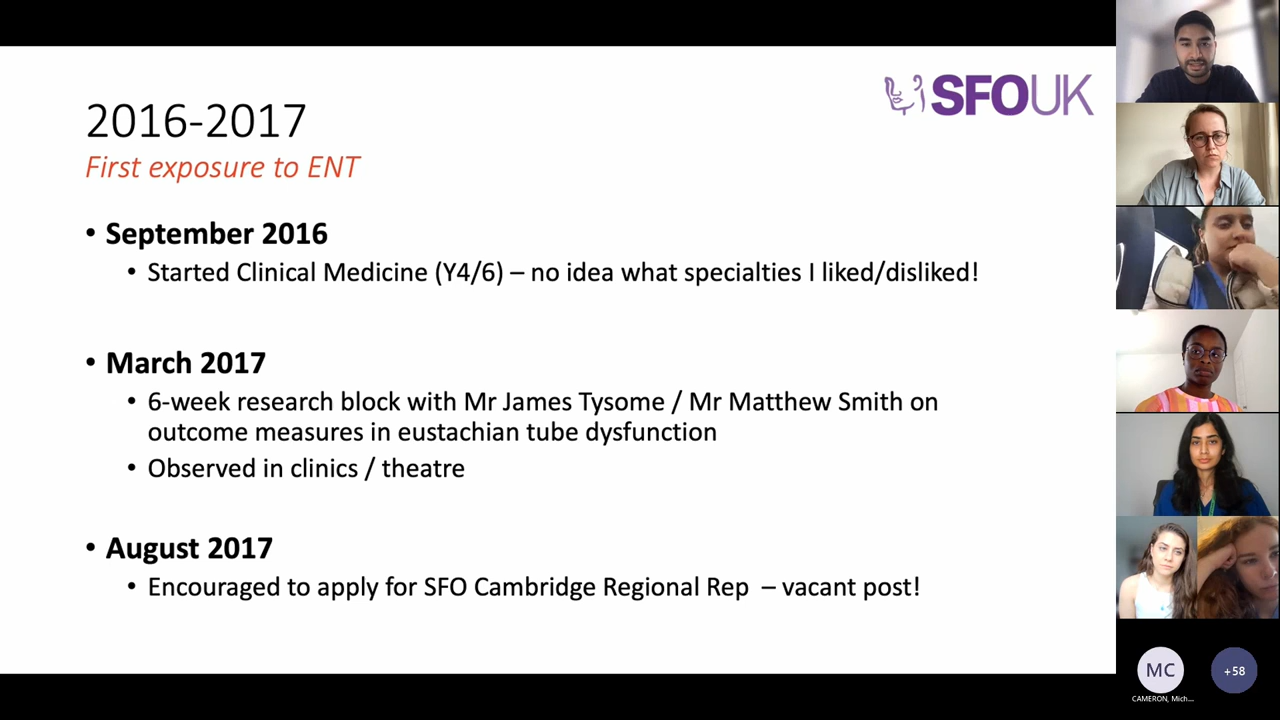 SFOUK
2016-2017
First exposure to ENT
• September 2016
• Started Clinical Medicine (Y4/6) – no idea what specialties I liked/disliked!
• March 2017
• 6-week research block with Mr James Tysome / Mr Matthew Smith on
outcome measures in eustachian tube dysfunction
• Observed in clinics / theatre
• August 2017
• Encouraged to apply for SFO Cambridge Regional Rep – vacant post!
MC
+58
CAMERON, Mich...